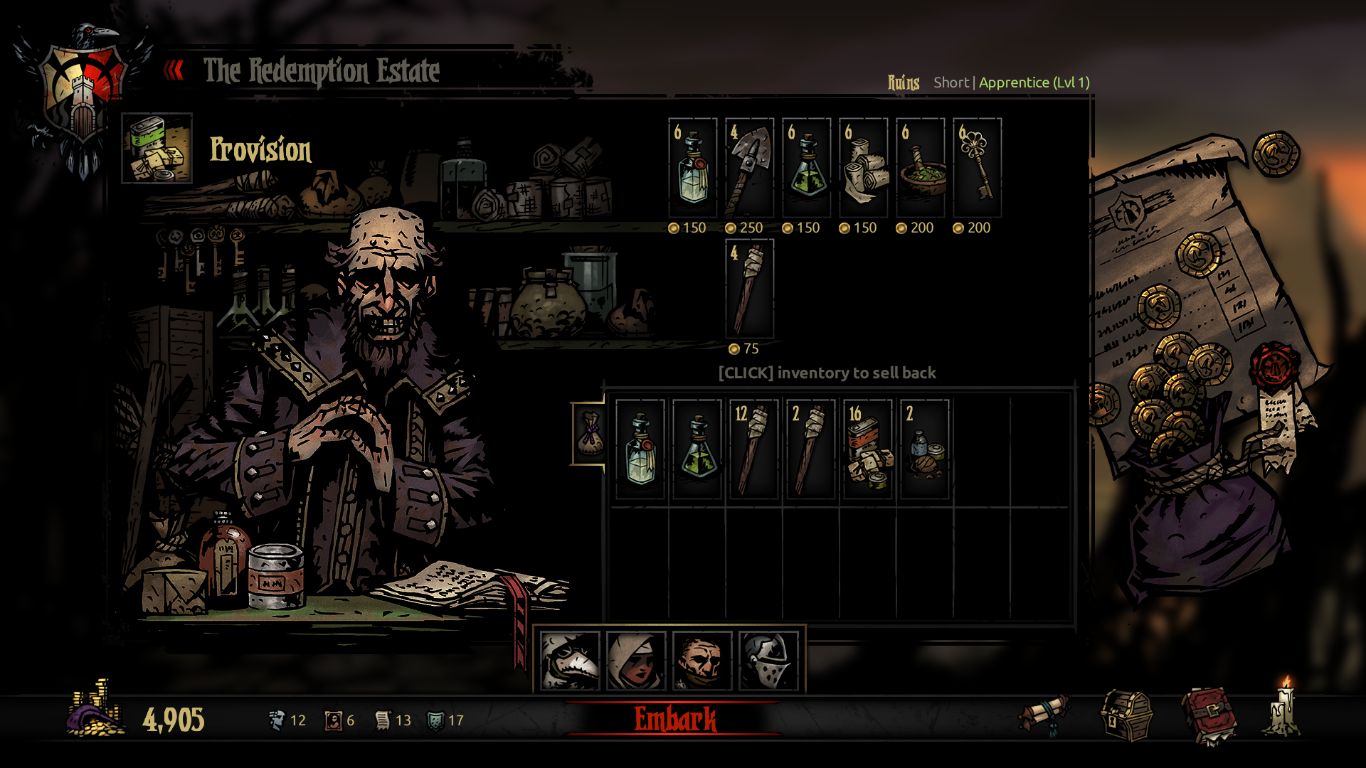 The Redemption Estate
Ruins Short | Apprentice (Lvl 1)
Provision
6 4 6 6 6 6
150 250 150 150 200 200
4
75
[CLICK] inventory to sell back
12 2 16 2
4,905 12 6 13 17
Embark